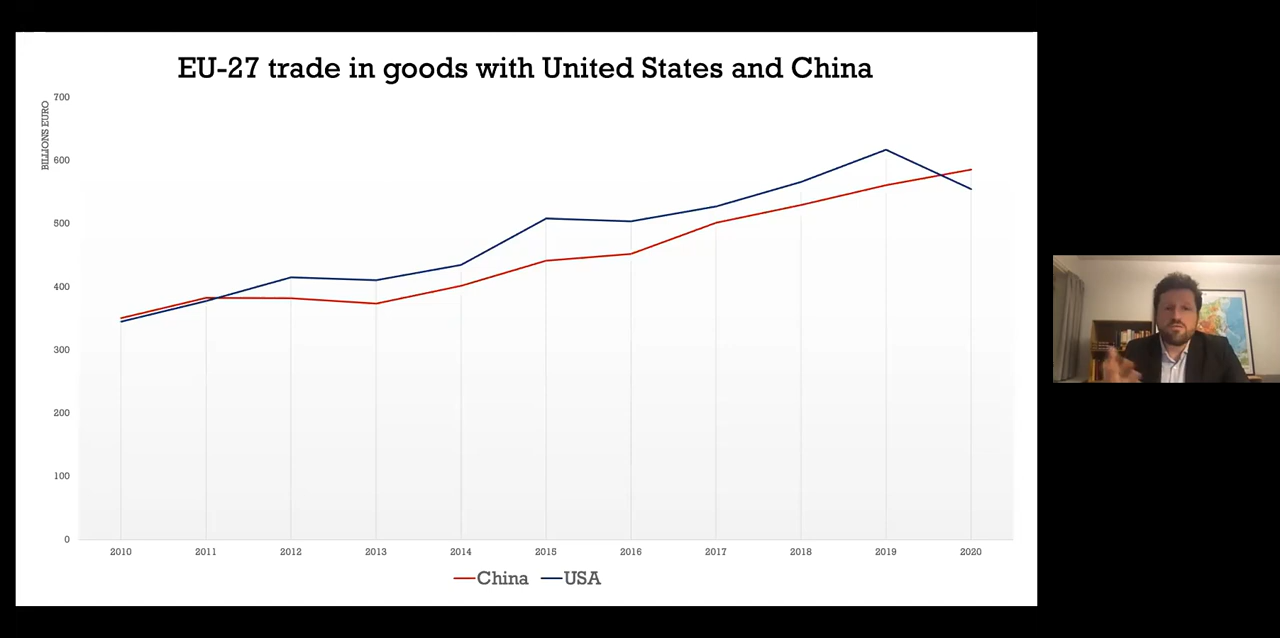 EU-27 trade in goods with United States and China
BILLIONS EURO
700
600
500
400
300
200
100
0
2010 2011 2012 2013 2014 2015 2016 2017 2018 2019 2020
China USA